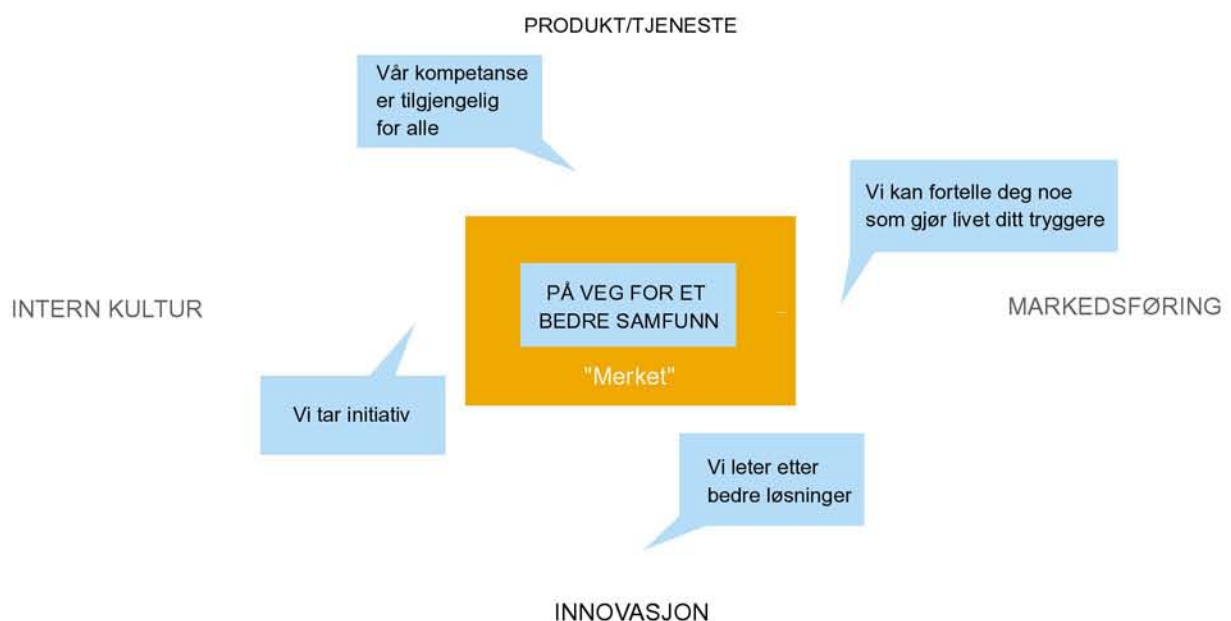 PRODUKT/TJENESTE
Vår kompetanse
er tilgjengelig
for alle
Vi kan fortelle deg noe
som gjør livet ditt tryggere
INTERN KULTUR
PÅ VEG FOR ET
BEDRE SAMFUNN
MARKEDSFØRING
"Merket"
Vi tar initiativ
Vi leter etter
bedre løsninger
INNOVASJON